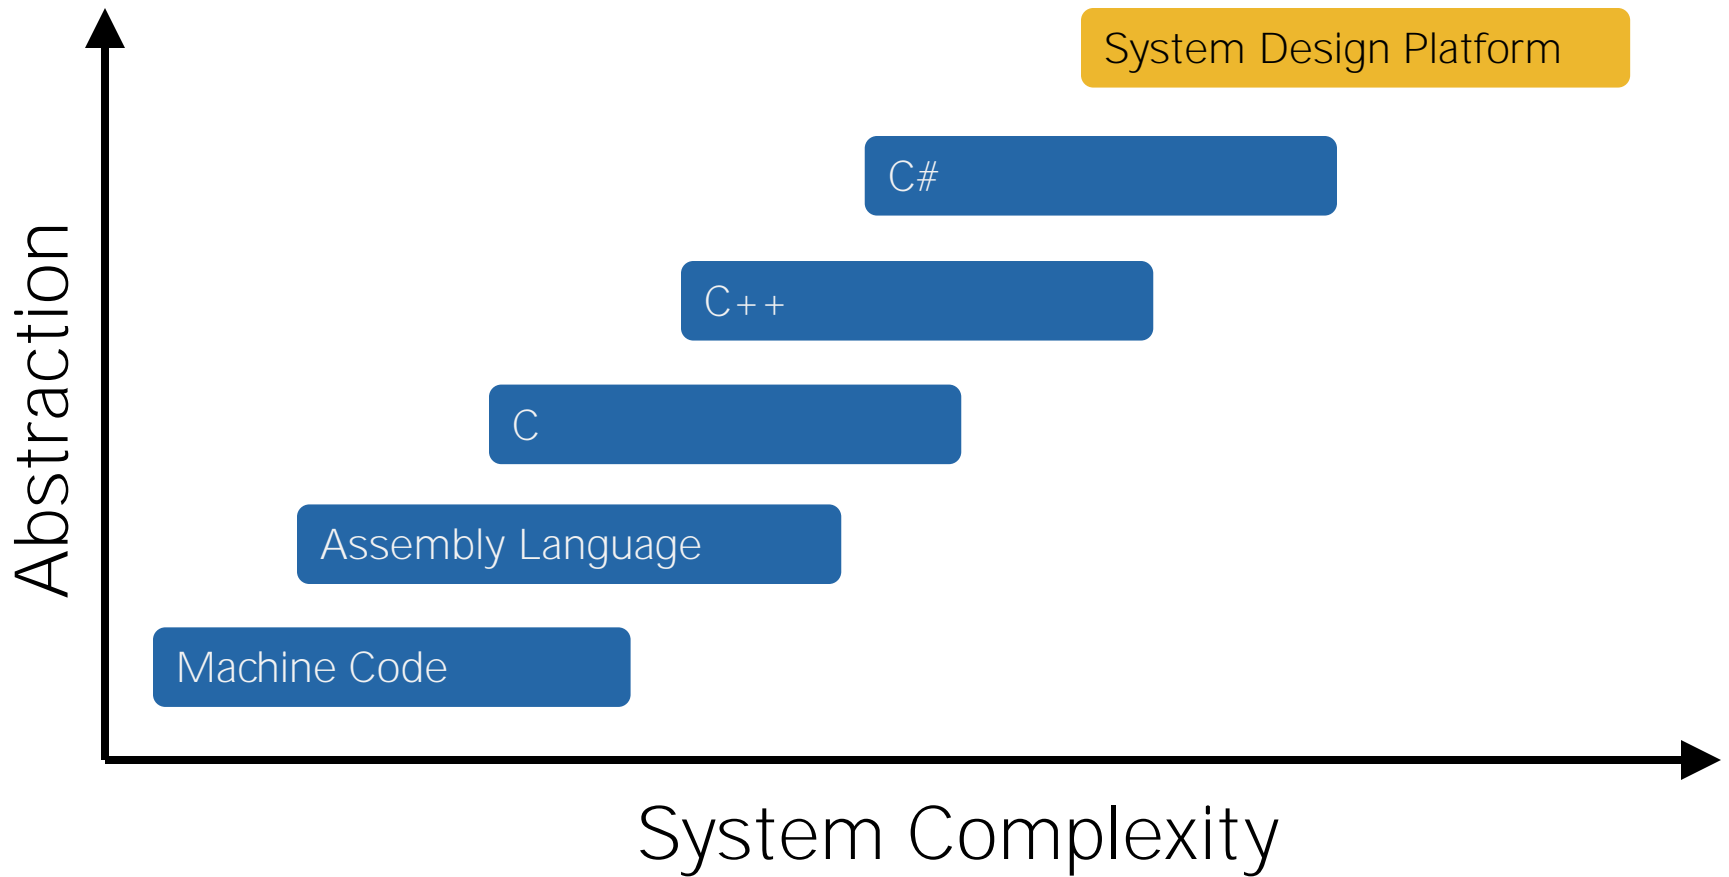 System Design Platform
C#
C++
C
Assembly Language
Machine Code
Abstraction
System Complexity